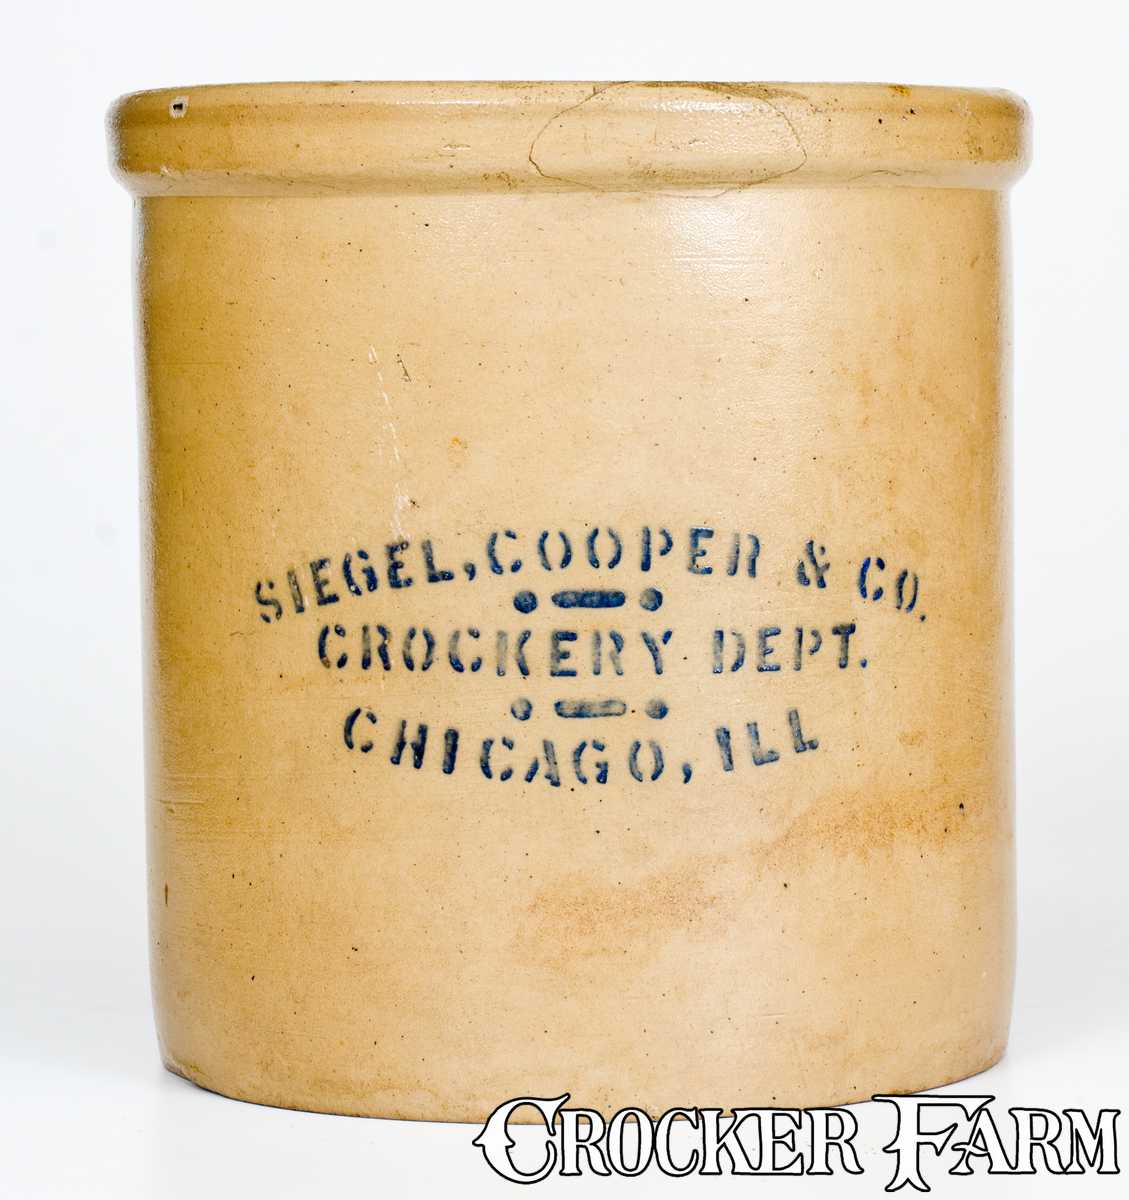 SIEGEL, COOPER & CO.
CROCKERY DEPT.
CHICAGO, ILL
CROCKER FARM